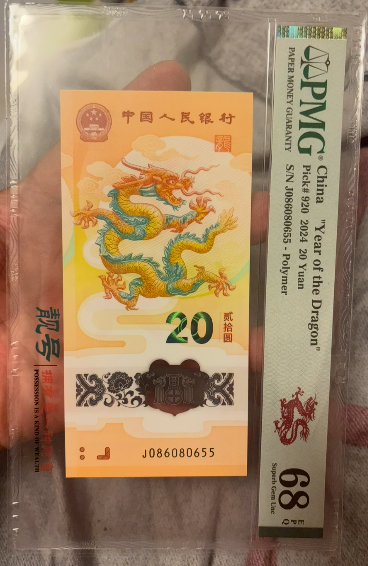 中国人民银行
20
贰拾圆
J086080655
靓号
POSSESSION IS A KIND OF WEALTH
PMG®
PAPER MONEY GUARANTY
China "Year of the Dragon"
Pick# 920 2024 20 Yuan
S/N J086080655 - Polymer
68 EPQ
Superb Gem Unc